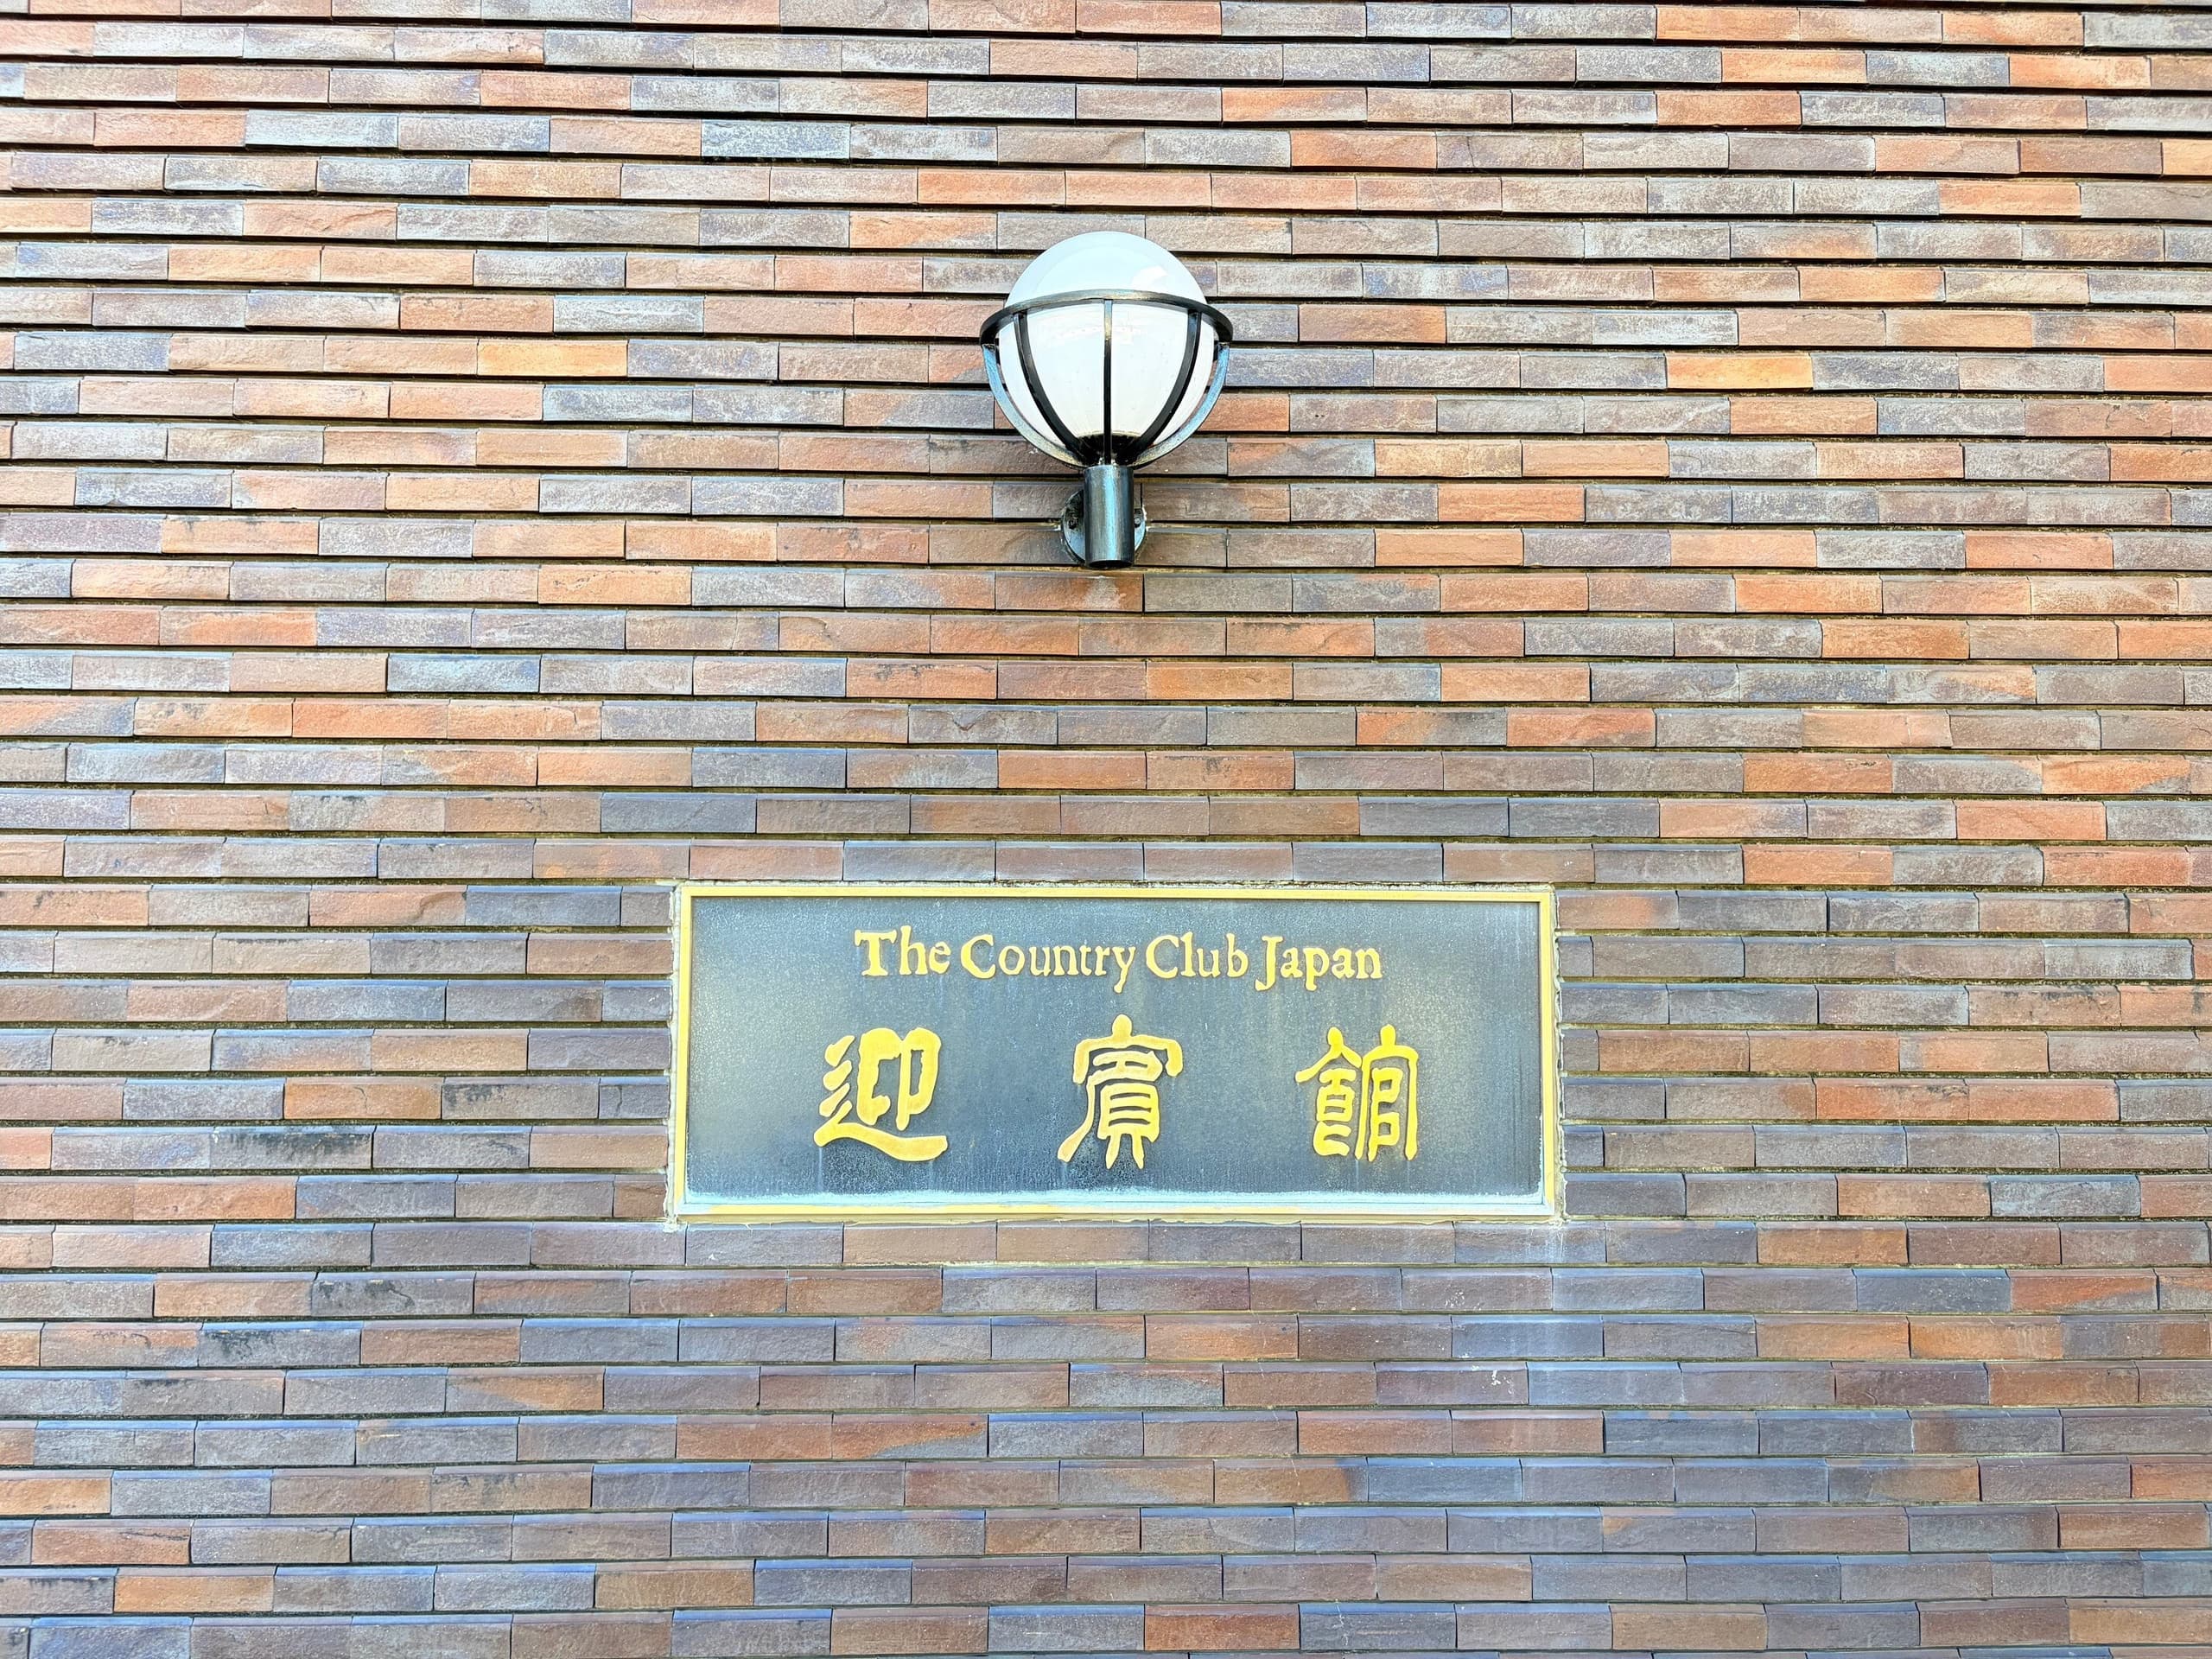 The Country Club Japan
迎賓館